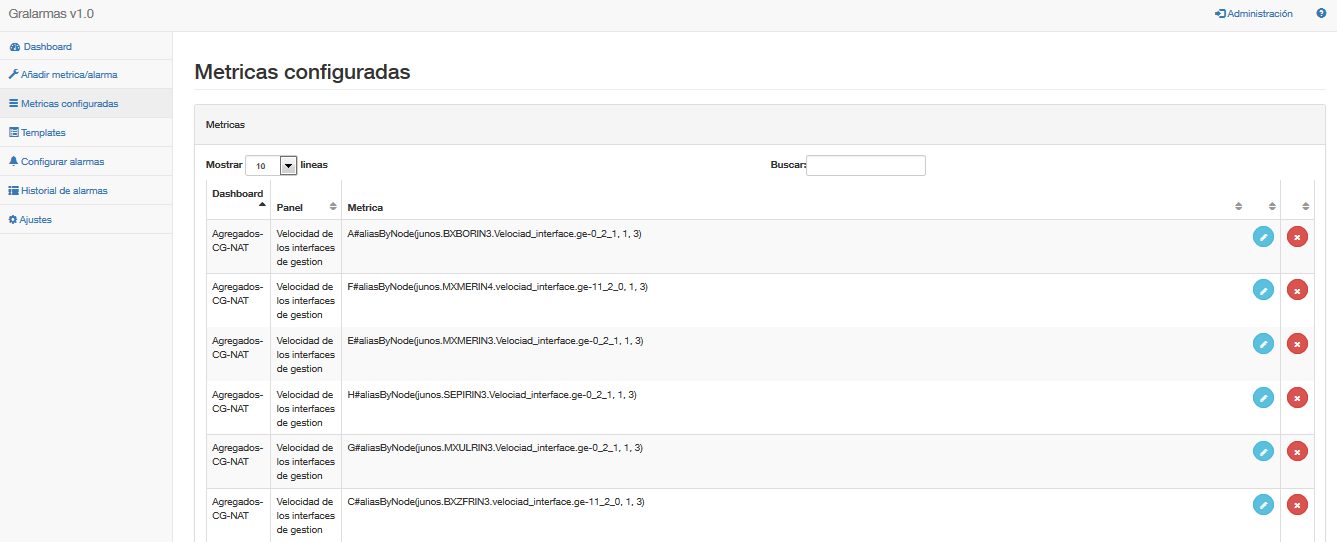 Gralarmas v1.0
Administración
Dashboard
Añadir metrica/alarma
Metricas configuradas
Templates
Configurar alarmas
Historial de alarmas
Ajustes
Metricas configuradas
Metricas
Mostrar 10 lineas
Buscar:
Dashboard
Panel
Metrica
Agregados-
CG-NAT
Velocidad de
los interfaces
de gestion
A#aliasByNode(junos.BXBORIN3.Velociad_interface.ge-0_2_1, 1, 3)
Agregados-
CG-NAT
Velocidad de
los interfaces
de gestion
F#aliasByNode(junos.MXMERIN4.velociad_interface.ge-11_2_0, 1, 3)
Agregados-
CG-NAT
Velocidad de
los interfaces
de gestion
E#aliasByNode(junos.MXMERIN3.Velociad_interface.ge-0_2_1, 1, 3)
Agregados-
CG-NAT
Velocidad de
los interfaces
de gestion
H#aliasByNode(junos.SEPIRIN3.Velociad_interface.ge-0_2_1, 1, 3)
Agregados-
CG-NAT
Velocidad de
los interfaces
de gestion
G#aliasByNode(junos.MXULRIN3.Velociad_interface.ge-0_2_1, 1, 3)
Agregados-
CG-NAT
Velocidad de
los interfaces
de gestion
C#aliasByNode(junos.BXZFRIN3.velociad_interface.ge-11_2_0, 1, 3)